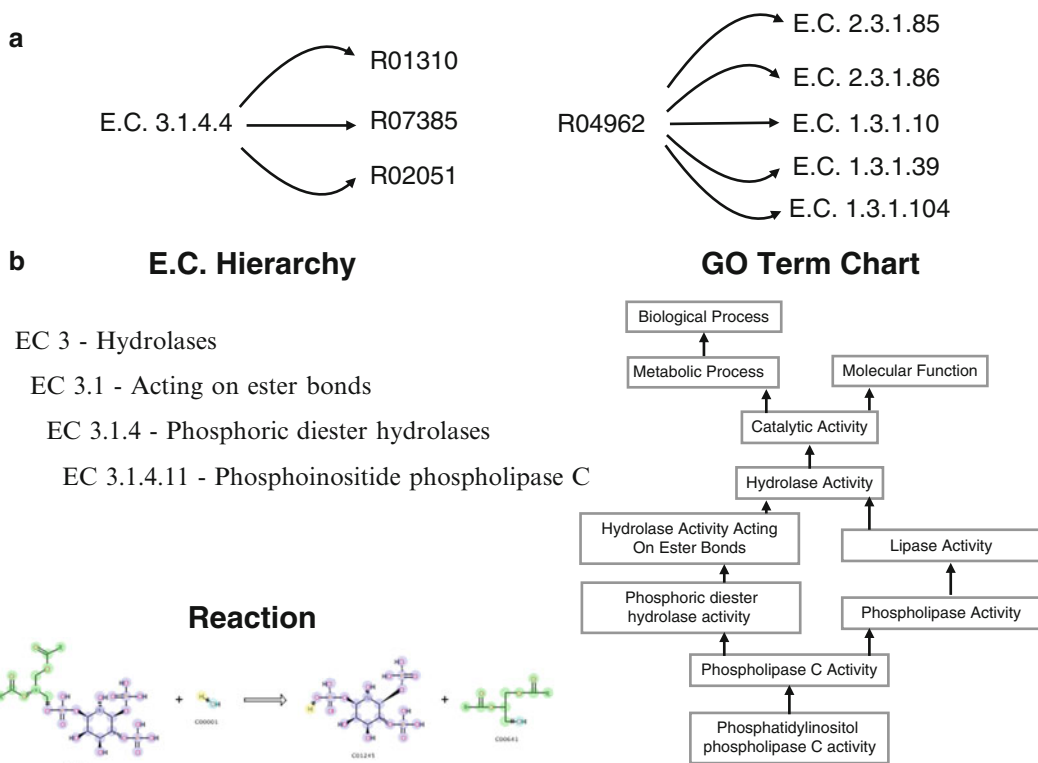 a
E.C. 3.1.4.4
R01310
R07385
R02051
R04962
E.C. 2.3.1.85
E.C. 2.3.1.86
E.C. 1.3.1.10
E.C. 1.3.1.39
E.C. 1.3.1.104
b
E.C. Hierarchy
EC 3 - Hydrolases
EC 3.1 - Acting on ester bonds
EC 3.1.4 - Phosphoric diester hydrolases
EC 3.1.4.11 - Phosphoinositide phospholipase C
GO Term Chart
Biological Process
Metabolic Process
Molecular Function
Catalytic Activity
Hydrolase Activity
Hydrolase Activity Acting
On Ester Bonds
Lipase Activity
Phosphoric diester
hydrolase activity
Phospholipase Activity
Phospholipase C Activity
Phosphatidylinositol
phospholipase C activity
Reaction
+
C00001
C01245
+
C00641